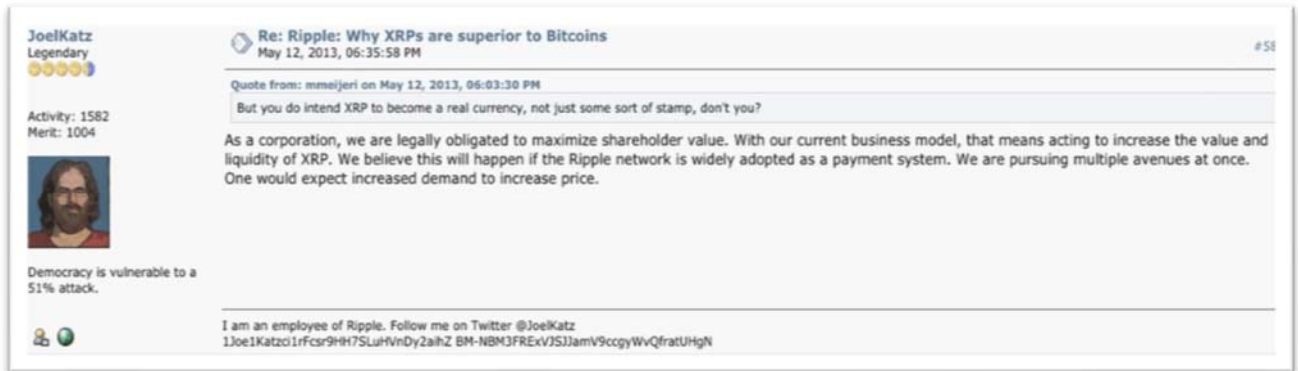 JoelKatz
Legendary
Activity: 1582
Merit: 1004
Democracy is vulnerable to a
51% attack.
Re: Ripple: Why XRPs are superior to Bitcoins
May 12, 2013, 06:35:58 PM
#58
Quote from: mmeijeri on May 12, 2013, 06:03:30 PM
But you do intend XRP to become a real currency, not just some sort of stamp, don't you?
As a corporation, we are legally obligated to maximize shareholder value. With our current business model, that means acting to increase the value and
liquidity of XRP. We believe this will happen if the Ripple network is widely adopted as a payment system. We are pursuing multiple avenues at once.
One would expect increased demand to increase price.
I am an employee of Ripple. Follow me on Twitter @JoelKatz